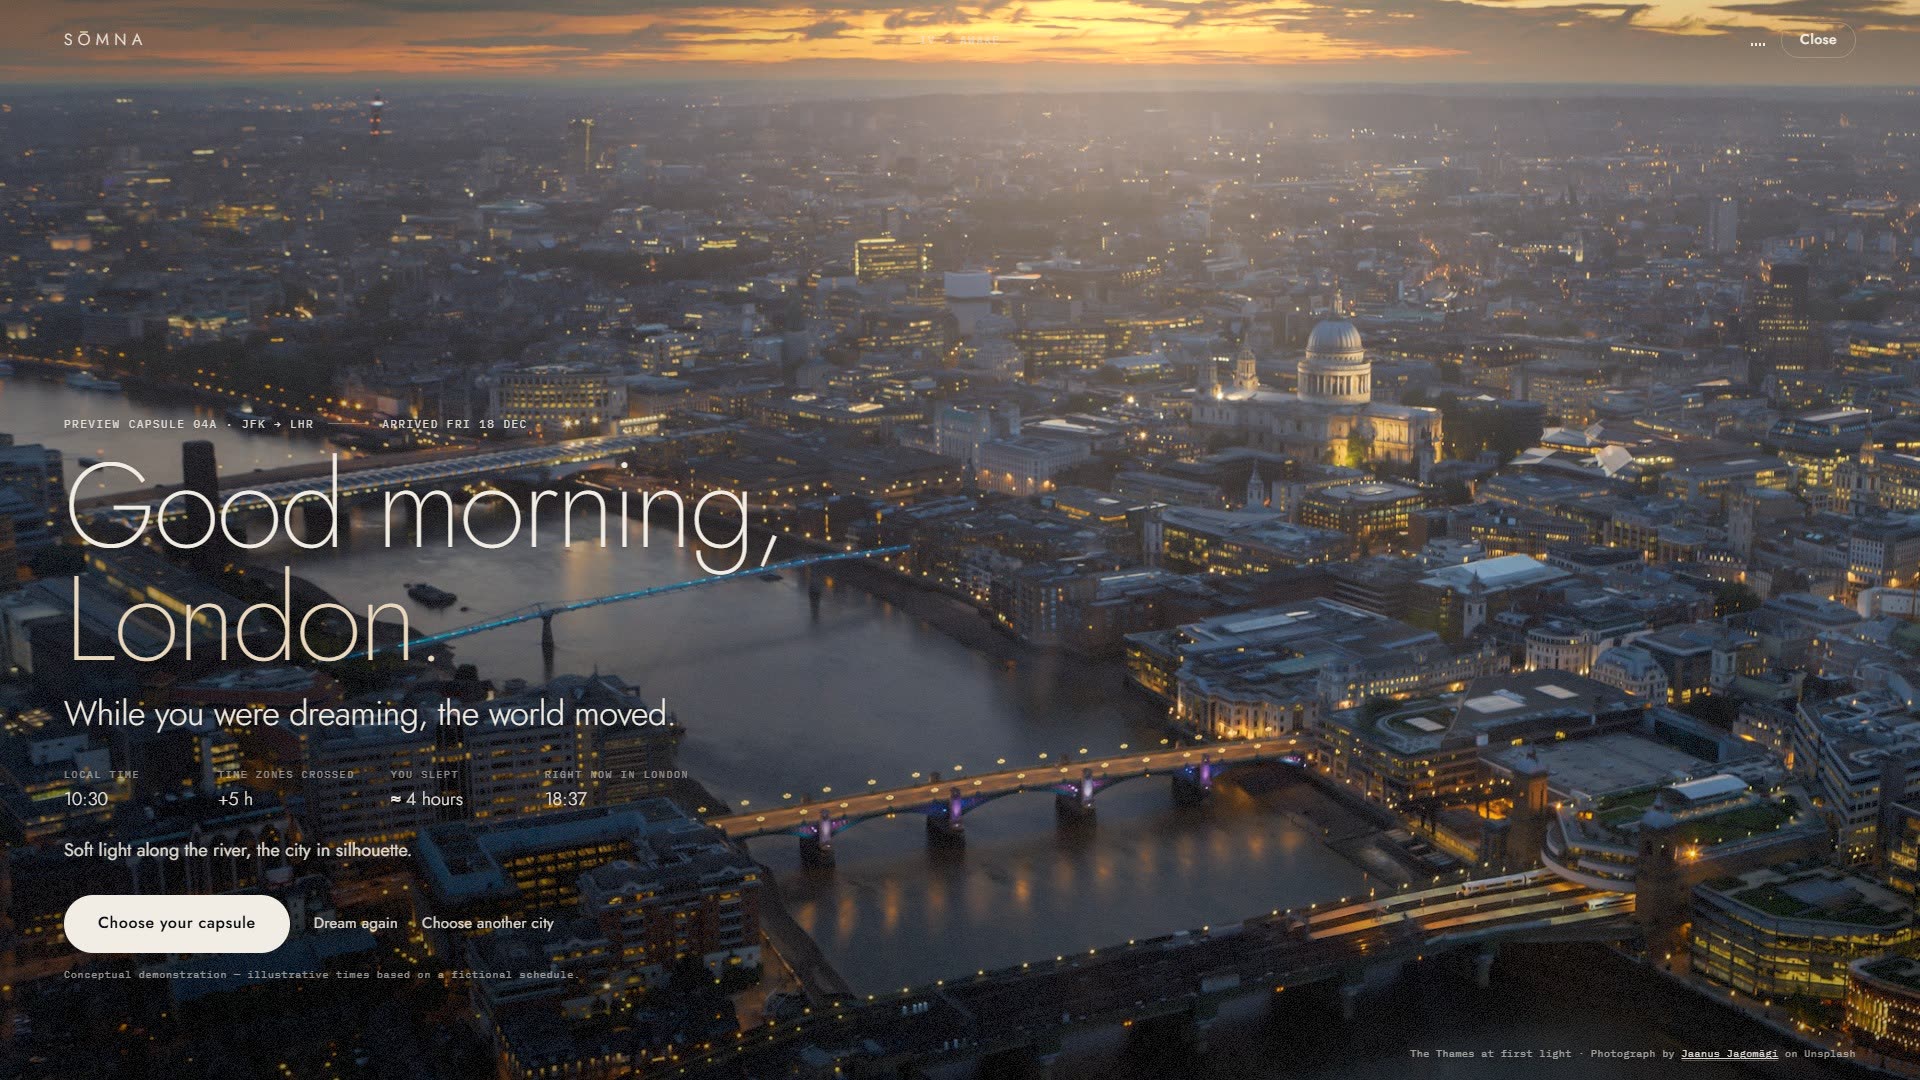 SŌMNA
Close
PREVIEW CAPSULE 04A · JFK → LHR ARRIVED FRI 18 DEC
Good morning,
London.
While you were dreaming, the world moved.
LOCAL TIME TIME ZONES CROSSED YOU SLEPT RIGHT NOW IN LONDON
10:30 +5 h ≈ 4 hours 18:37
Soft light along the river, the city in silhouette.
Choose your capsule Dream again · Choose another city
Conceptual demonstration — illustrative times based on a fictional schedule.
The Thames at first light · Photograph by Jaanus Jagomägi on Unsplash